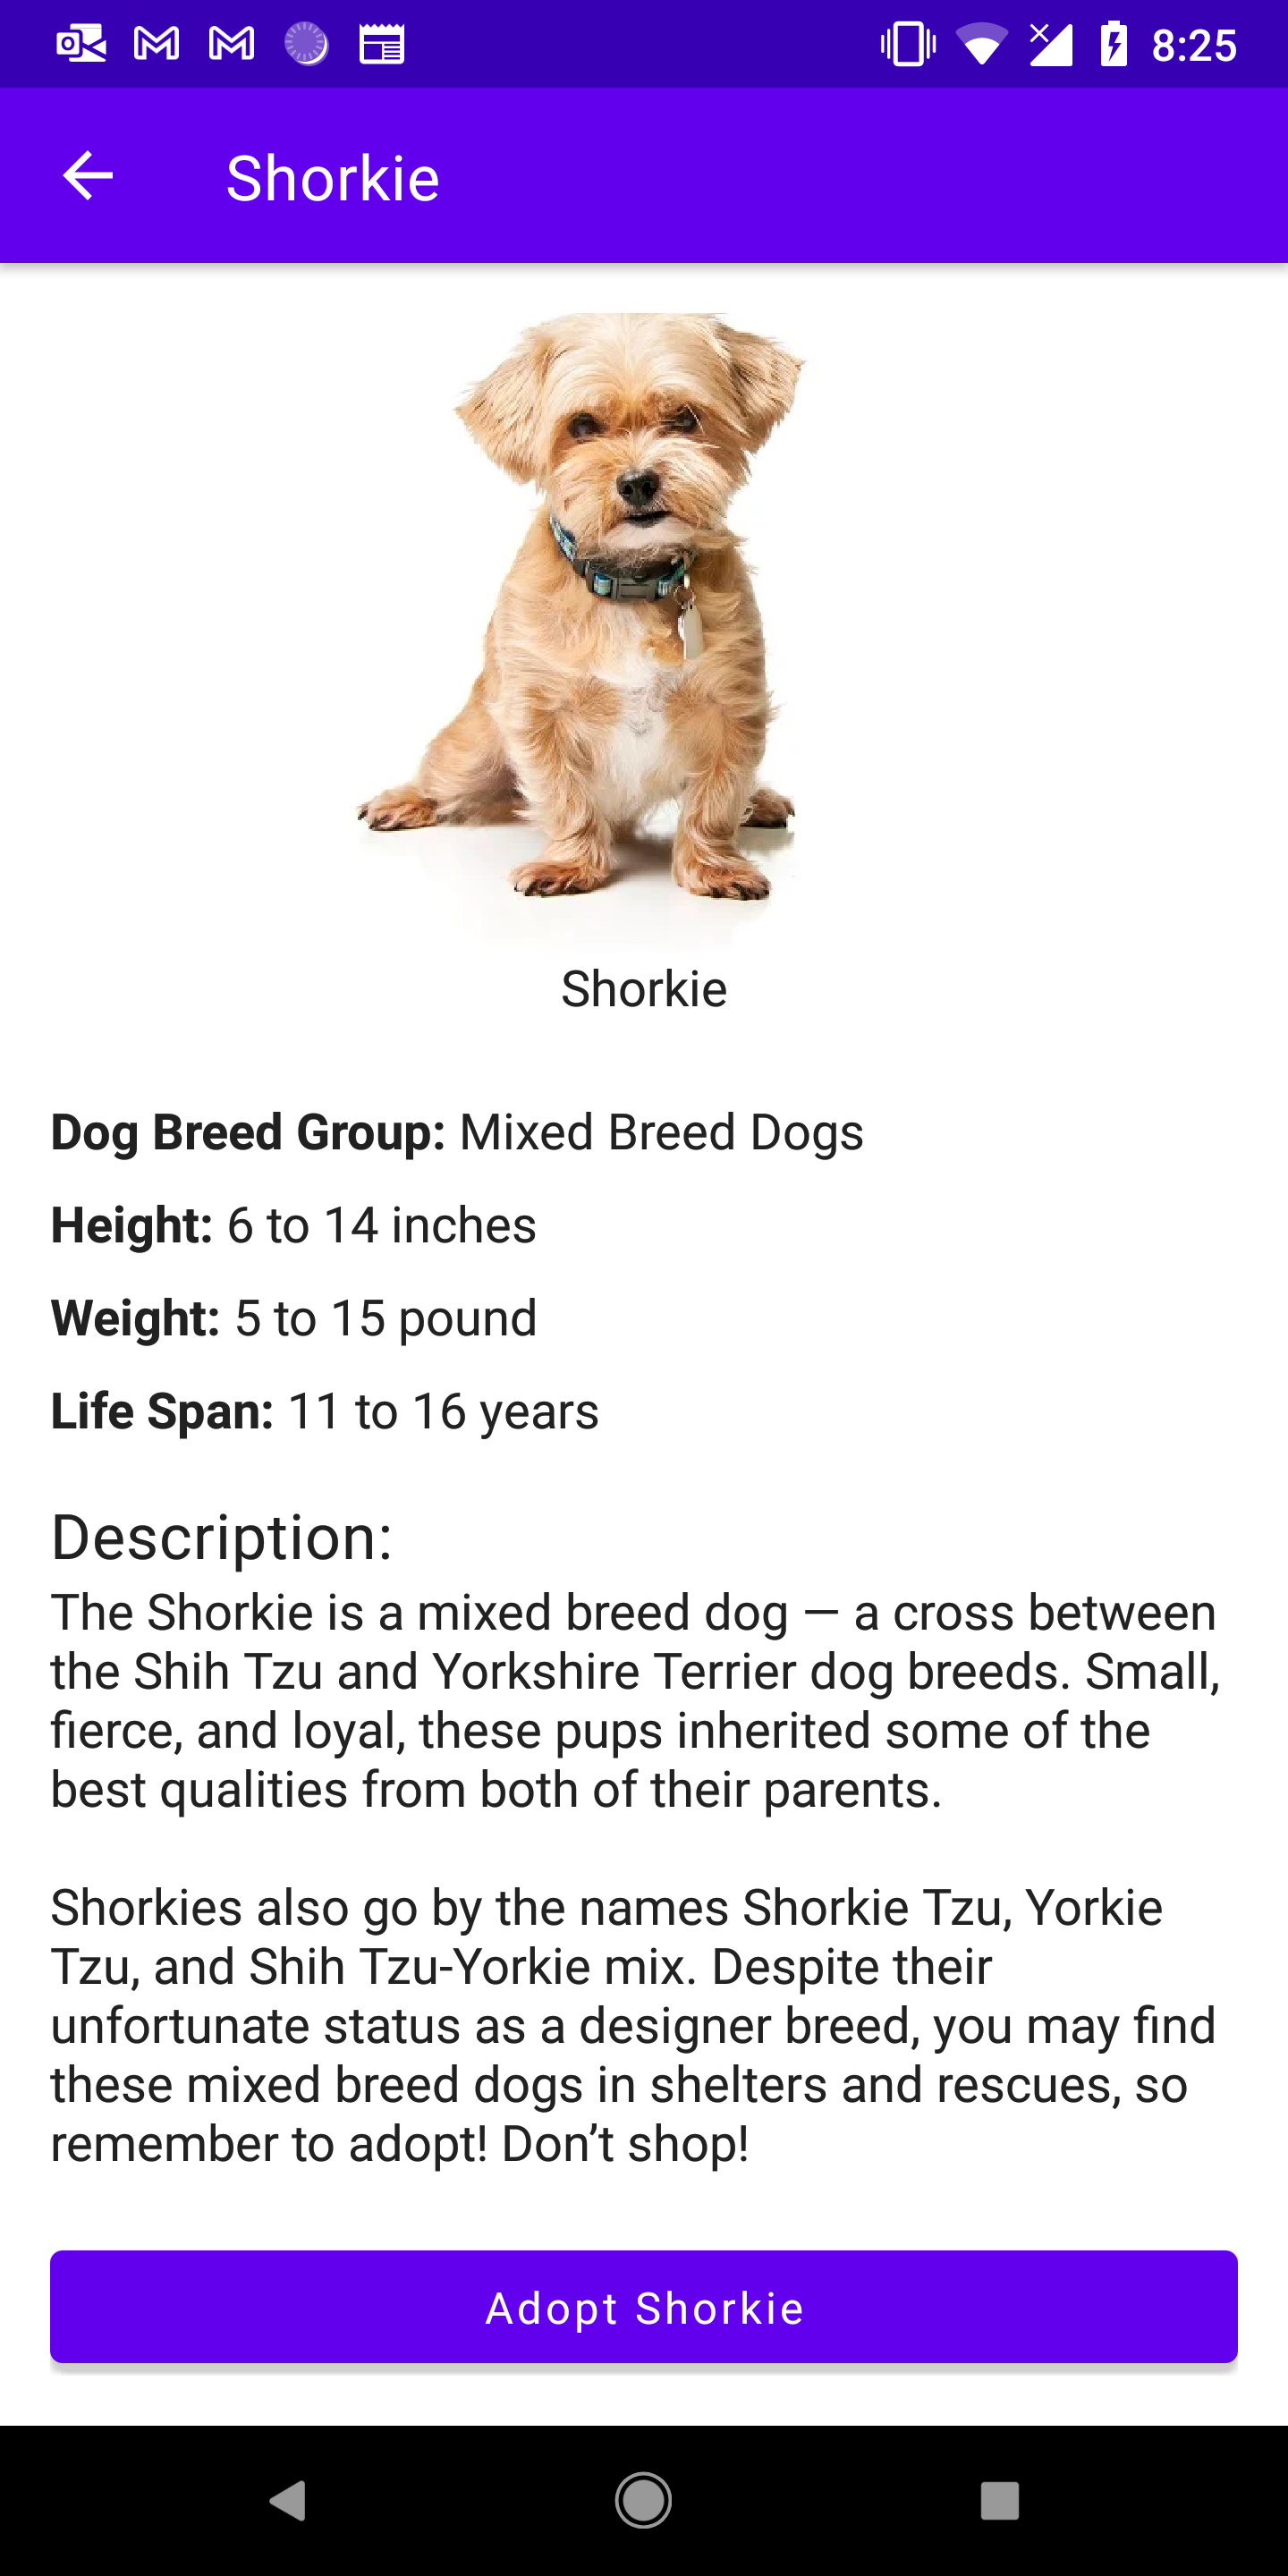 8:25
Shorkie
Shorkie
Dog Breed Group: Mixed Breed Dogs
Height: 6 to 14 inches
Weight: 5 to 15 pound
Life Span: 11 to 16 years
Description:
The Shorkie is a mixed breed dog — a cross between
the Shih Tzu and Yorkshire Terrier dog breeds. Small,
fierce, and loyal, these pups inherited some of the
best qualities from both of their parents.
Shorkies also go by the names Shorkie Tzu, Yorkie
Tzu, and Shih Tzu-Yorkie mix. Despite their
unfortunate status as a designer breed, you may find
these mixed breed dogs in shelters and rescues, so
remember to adopt! Don’t shop!
Adopt Shorkie